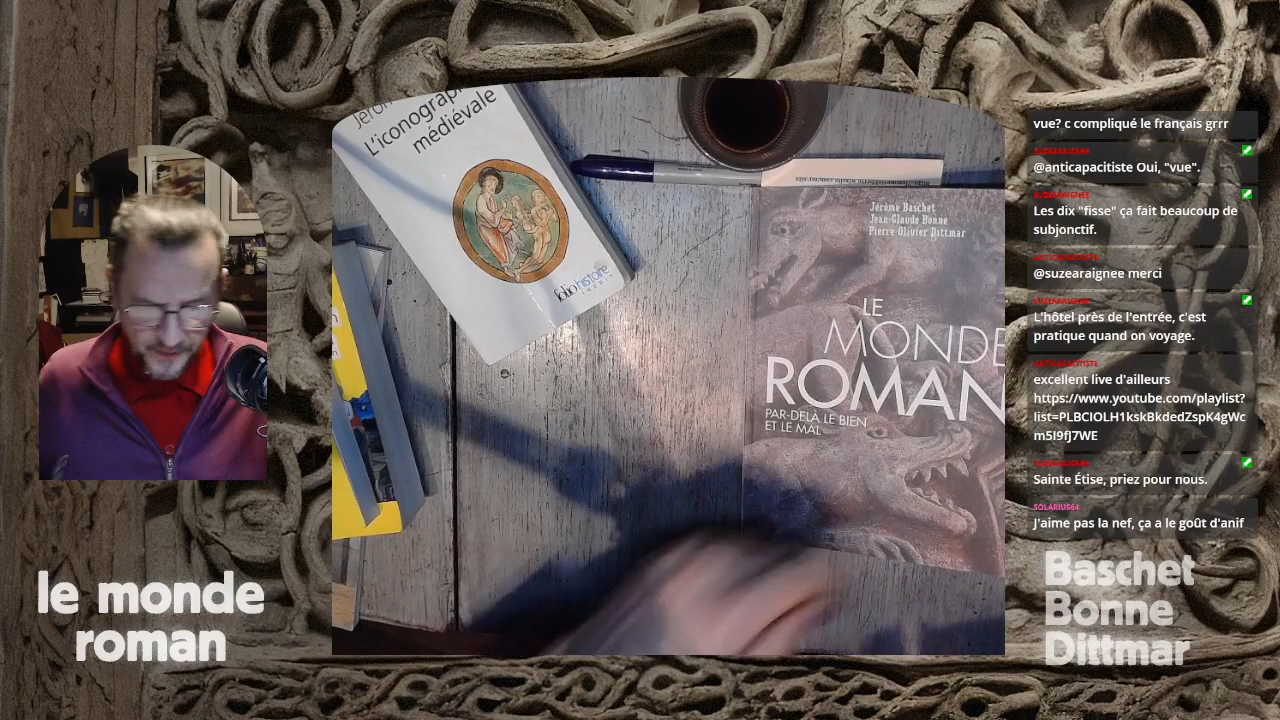 le monde
roman
L'iconographie
médiévale
folio histoire
INÉDIT
Jérôme Baschet
Jean-Claude Bonne
Pierre-Olivier Dittmar
LE
MONDE
ROMAN
PAR-DELÀ LE BIEN
ET LE MAL
vue? c compliqué le français grrr
@anticapacitiste Oui, "vue".
Les dix "fisse" ça fait beaucoup de
subjonctif.
@suzearaignee merci
L'hôtel près de l'entrée, c'est
pratique quand on voyage.
excellent live d'ailleurs
https://www.youtube.com/playlist?
list=PLBCIOLH1kskBkdedZspK4gWc
m5I9fJ7WE
Sainte Étise, priez pour nous.
SOLARIUS64
J'aime pas la nef, ça a le goût d'anif
Baschet
Bonne
Dittmar